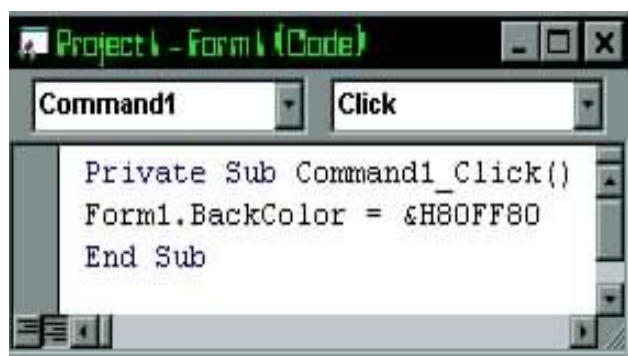 Project1 - Form1 (Code)
Command1 Click
Private Sub Command1_Click()
Form1.BackColor = &H80FF80
End Sub